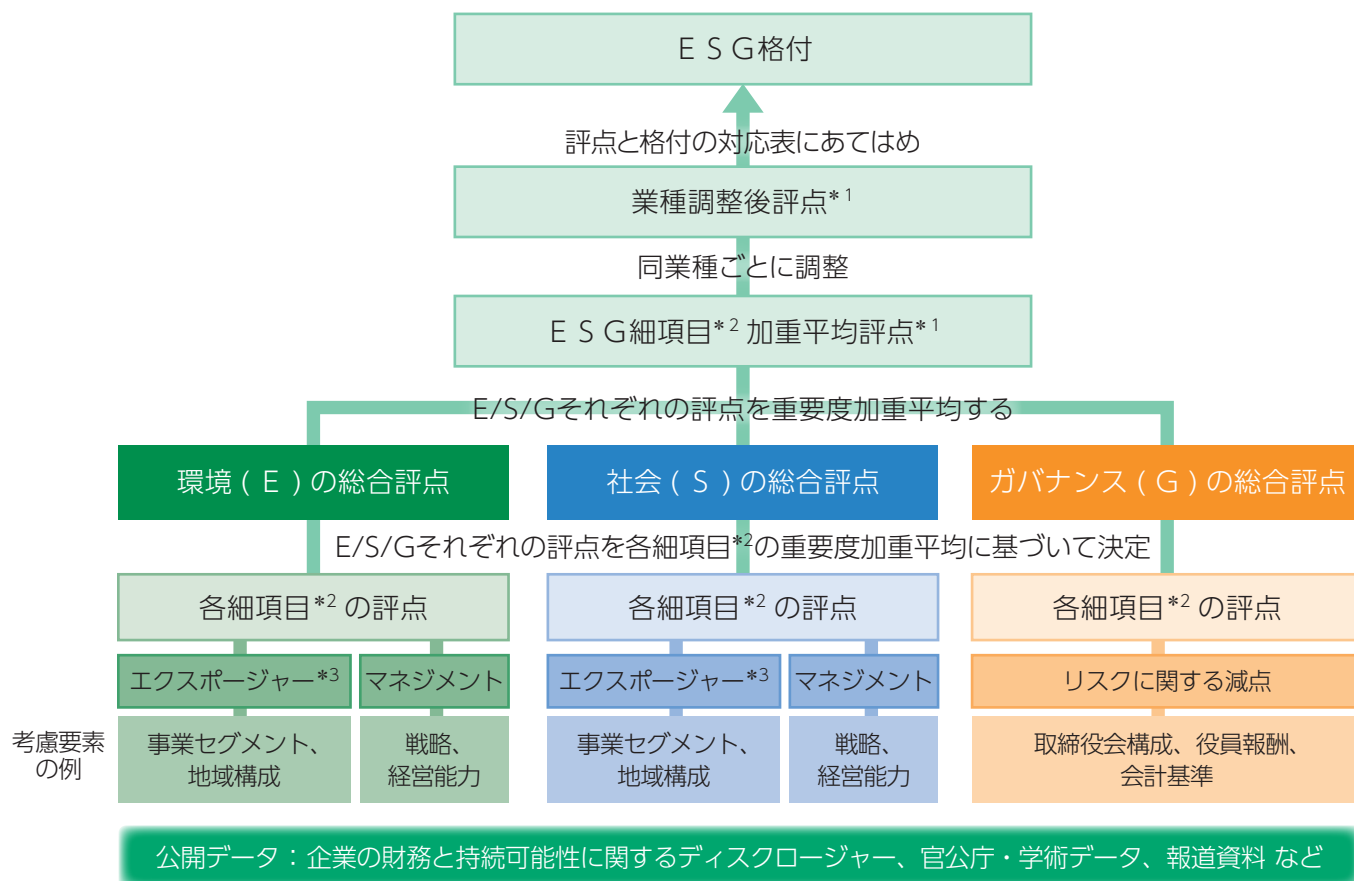 ＥＳＧ格付
評点と格付の対応表にあてはめ
業種調整後評点*1
同業種ごとに調整
ＥＳＧ細項目*2 加重平均評点*1
E/S/Gそれぞれの評点を重要度加重平均する
環境(Ｅ)の総合評点
社会(Ｓ)の総合評点
ガバナンス(Ｇ)の総合評点
E/S/Gそれぞれの評点を各細項目*2の重要度加重平均に基づいて決定
各細項目*2 の評点
各細項目*2 の評点
各細項目*2 の評点
エクスポージャー*3
マネジメント
エクスポージャー*3
マネジメント
リスクに関する減点
考慮要素
の例
事業セグメント、
地域構成
戦略、
経営能力
事業セグメント、
地域構成
戦略、
経営能力
取締役会構成、役員報酬、
会計基準
公開データ：企業の財務と持続可能性に関するディスクロージャー、官公庁・学術データ、報道資料 など